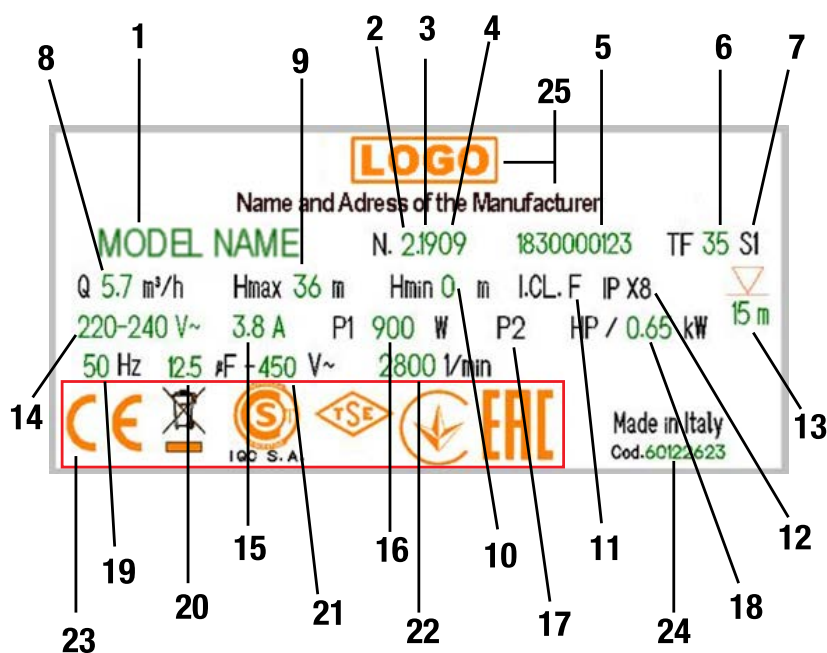 1 2 3 4 5 6 7
8 9 25
LOGO
Name and Adress of the Manufacturer
MODEL NAME N. 2.1909 1830000123 TF 35 S1
Q 5.7 m³/h Hmax 36 m Hmin 0 m I.CL. F IP X8
220-240 V~ 3.8 A P1 900 W P2 HP / 0.65 kW 15 m
50 Hz 12.5 µF - 450 V~ 2800 1/min
CE CST TSE EAC
IQC S.A.
Made in Italy
Cod.60122623
14 13
15 16 10 11 12
19 20 21 22 17 18
23 24